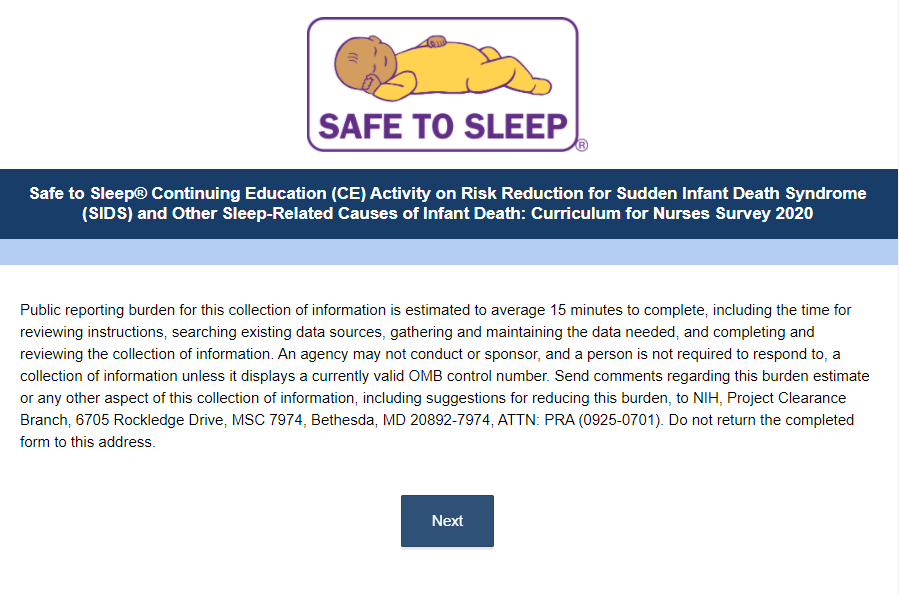 SAFE TO SLEEP
®
Safe to Sleep® Continuing Education (CE) Activity on Risk Reduction for Sudden Infant Death Syndrome
(SIDS) and Other Sleep-Related Causes of Infant Death: Curriculum for Nurses Survey 2020
Public reporting burden for this collection of information is estimated to average 15 minutes to complete, including the time for
reviewing instructions, searching existing data sources, gathering and maintaining the data needed, and completing and
reviewing the collection of information. An agency may not conduct or sponsor, and a person is not required to respond to, a
collection of information unless it displays a currently valid OMB control number. Send comments regarding this burden estimate
or any other aspect of this collection of information, including suggestions for reducing this burden, to NIH, Project Clearance
Branch, 6705 Rockledge Drive, MSC 7974, Bethesda, MD 20892-7974, ATTN: PRA (0925-0701). Do not return the completed
form to this address.
Next